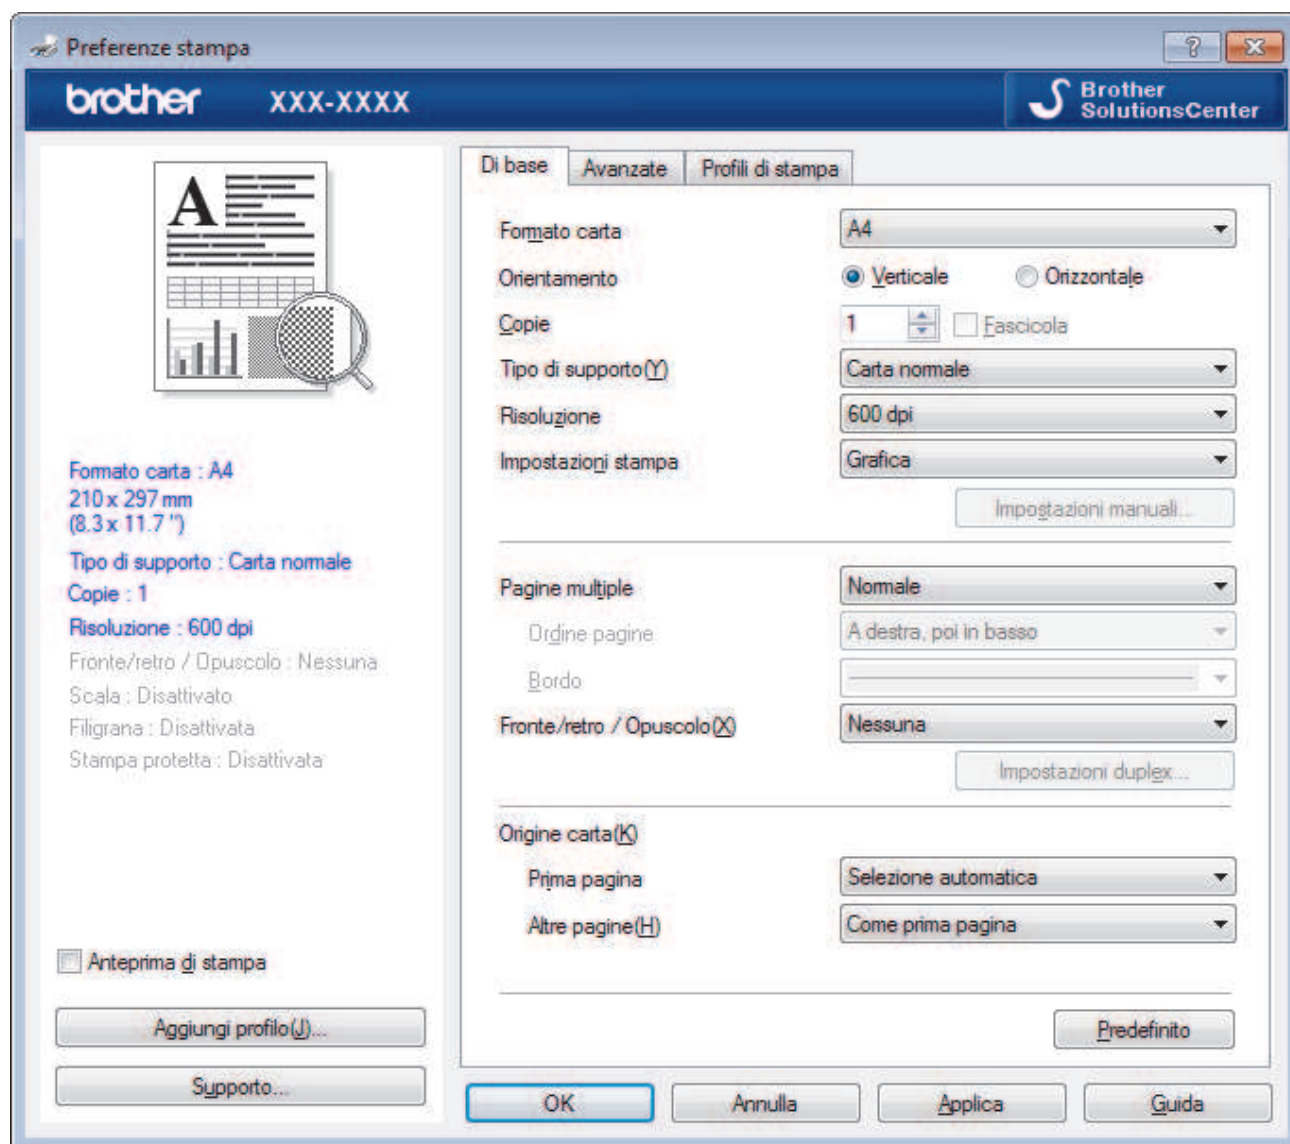 Preferenze stampa
brother XXX-XXXX
Brother
SolutionsCenter
A
Formato carta : A4
210 x 297 mm
(8.3 x 11.7 ")
Tipo di supporto : Carta normale
Copie : 1
Risoluzione : 600 dpi
Fronte/retro / Opuscolo : Nessuna
Scala : Disattivato
Filigrana : Disattivata
Stampa protetta : Disattivata
Anteprima di stampa
Aggiungi profilo(J)...
Supporto...
Di base Avanzate Profili di stampa
Formato carta A4
Orientamento Verticale Orizzontale
Copie 1 Fascicola
Tipo di supporto(Y) Carta normale
Risoluzione 600 dpi
Impostazioni stampa Grafica
Impostazioni manuali...
Pagine multiple Normale
Ordine pagine A destra, poi in basso
Bordo
Fronte/retro / Opuscolo(X) Nessuna
Impostazioni duplex...
Origine carta(K)
Prima pagina Selezione automatica
Altre pagine(H) Come prima pagina
Predefinito
OK Annulla Applica Guida